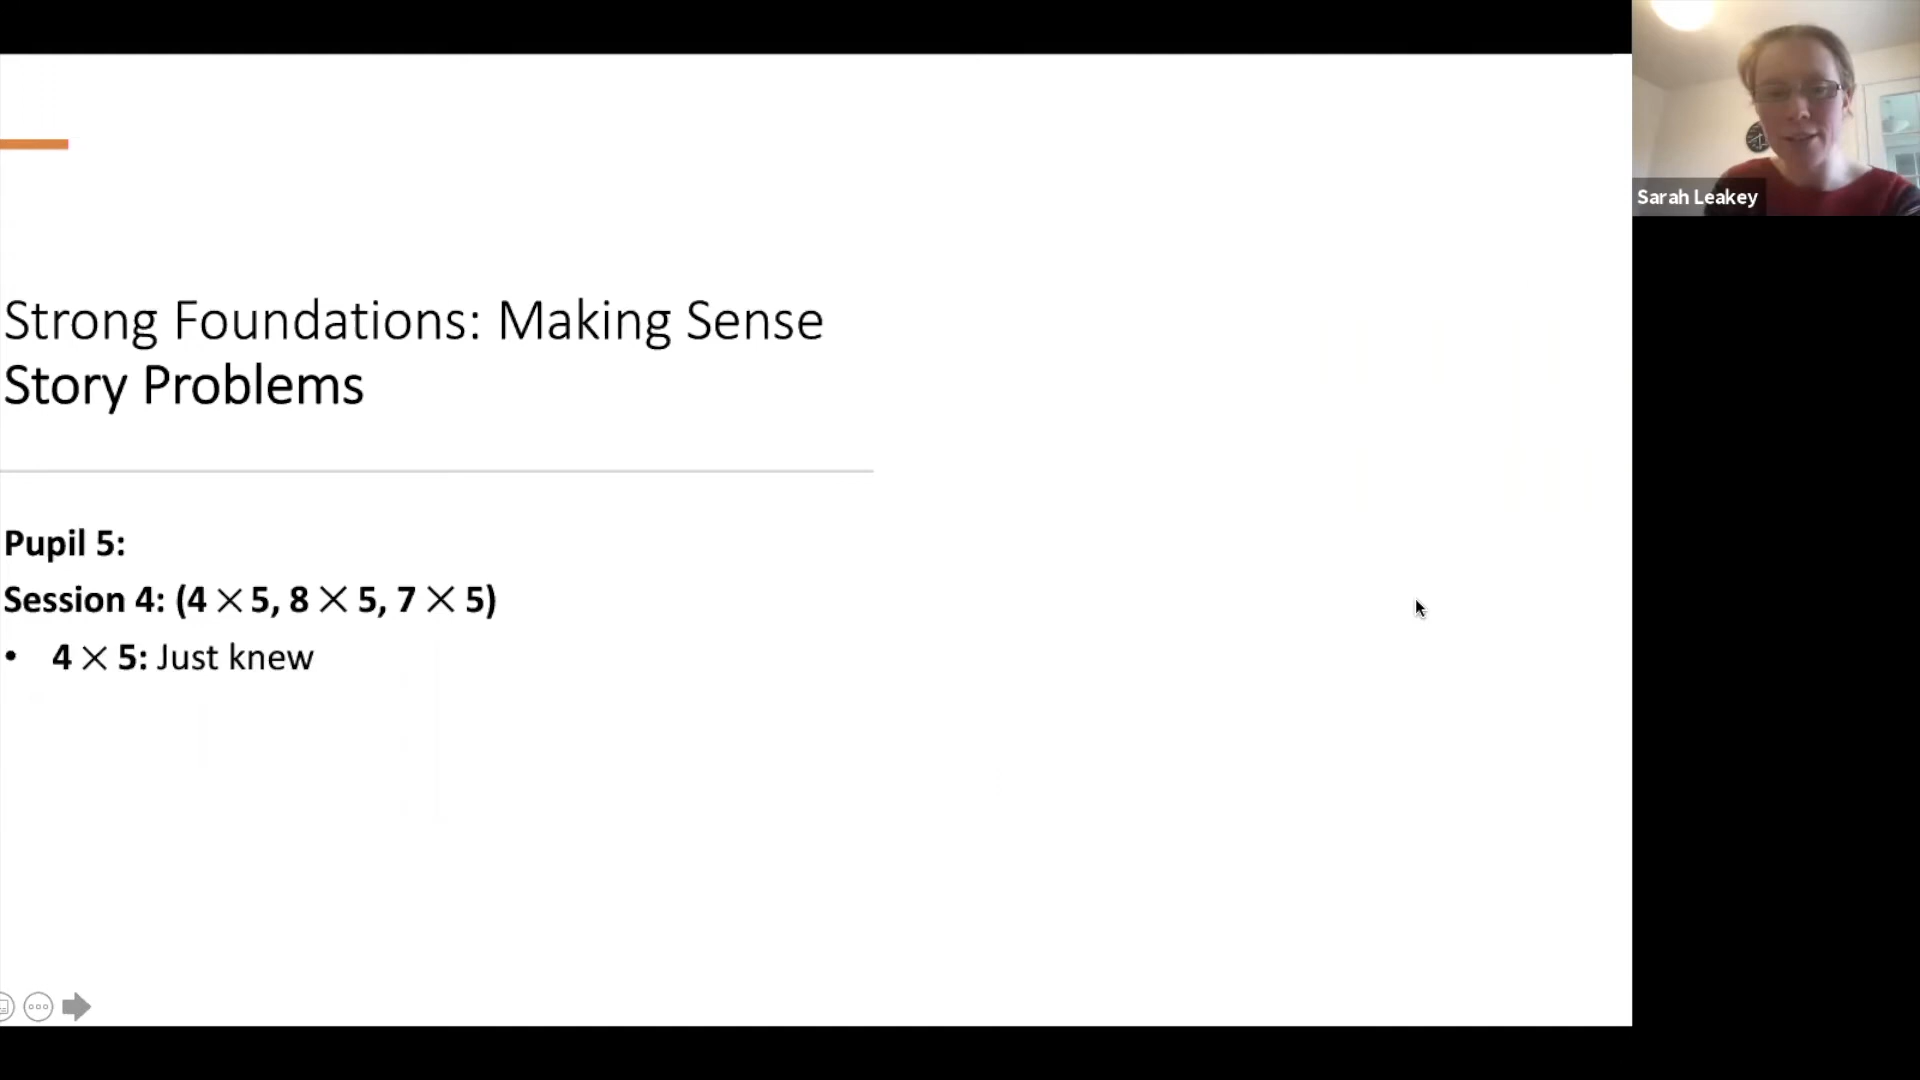 Strong Foundations: Making Sense
Story Problems
Pupil 5:
Session 4: (4 × 5, 8 × 5, 7 × 5)
• 4 × 5: Just knew
Sarah Leakey